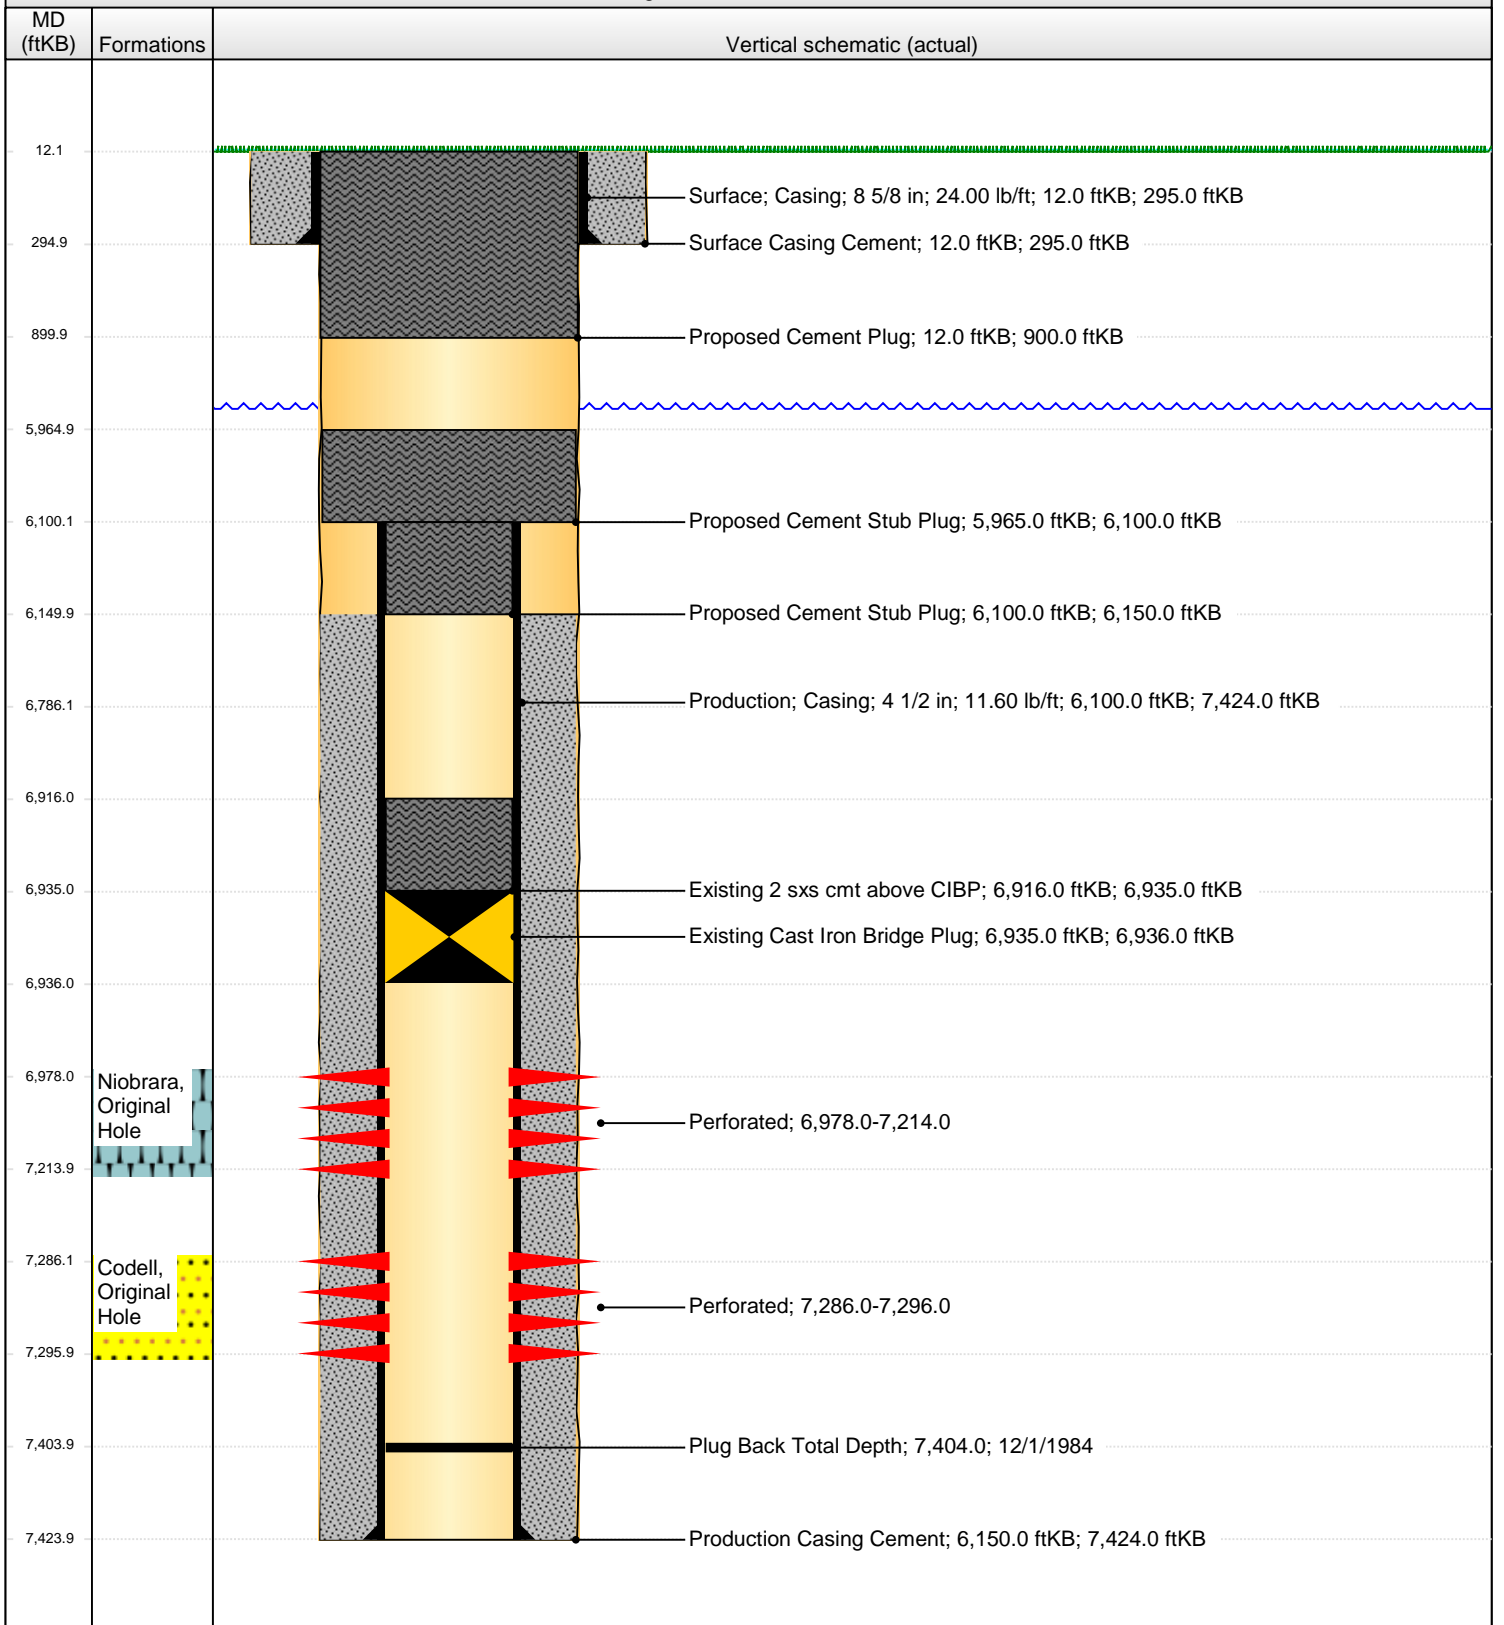 MD
(ftKB)
Formations
Vertical schematic (actual)
12.1
Surface; Casing; 8 5/8 in; 24.00 lb/ft; 12.0 ftKB; 295.0 ftKB
294.9
Surface Casing Cement; 12.0 ftKB; 295.0 ftKB
899.9
Proposed Cement Plug; 12.0 ftKB; 900.0 ftKB
5,964.9
6,100.1
Proposed Cement Stub Plug; 5,965.0 ftKB; 6,100.0 ftKB
6,149.9
Proposed Cement Stub Plug; 6,100.0 ftKB; 6,150.0 ftKB
6,786.1
Production; Casing; 4 1/2 in; 11.60 lb/ft; 6,100.0 ftKB; 7,424.0 ftKB
6,916.0
6,935.0
Existing 2 sxs cmt above CIBP; 6,916.0 ftKB; 6,935.0 ftKB
Existing Cast Iron Bridge Plug; 6,935.0 ftKB; 6,936.0 ftKB
6,936.0
6,978.0
Niobrara,
Original
Hole
Perforated; 6,978.0-7,214.0
7,213.9
7,286.1
Codell,
Original
Hole
Perforated; 7,286.0-7,296.0
7,295.9
7,403.9
Plug Back Total Depth; 7,404.0; 12/1/1984
7,423.9
Production Casing Cement; 6,150.0 ftKB; 7,424.0 ftKB